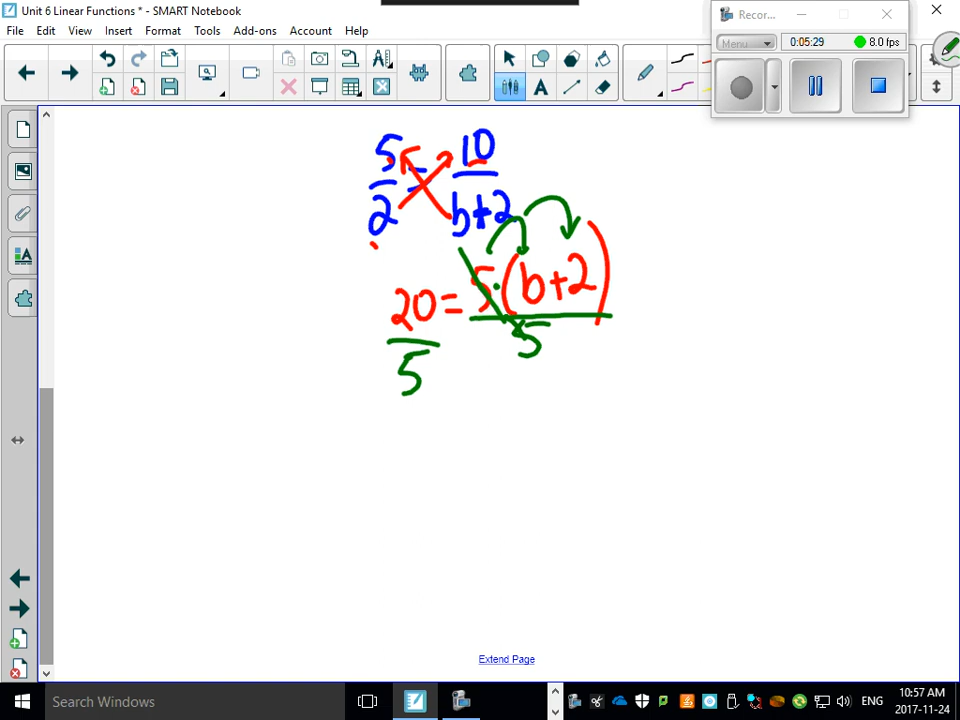 Unit 6 Linear Functions * - SMART Notebook
Recor...
File Edit View Insert Format Tools Add-ons Account Help
Menu
0:05:29
8.0 fps
5/2 = 10/(b+2)
20/5 = 5·(b+2)/5
Extend Page
Search Windows
ENG
10:57 AM
2017-11-24